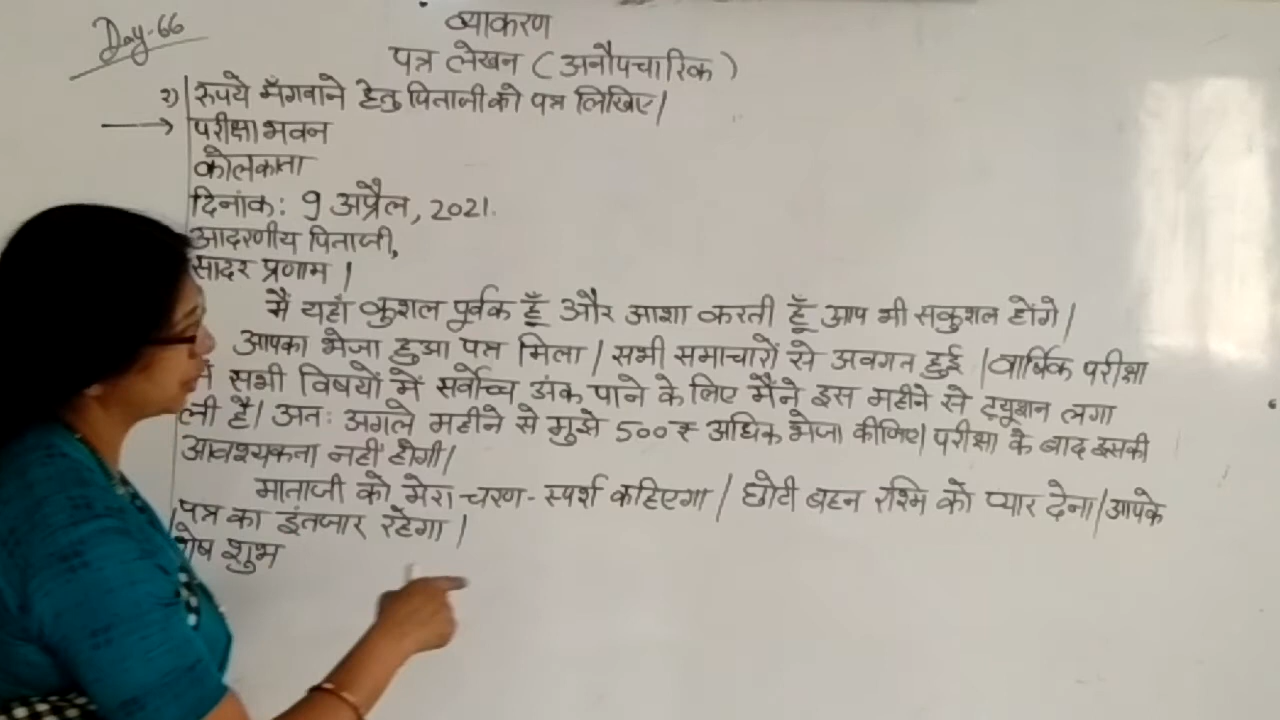 Day-66
व्याकरण
पत्र लेखन (अनौपचारिक)
२) रुपये मँगवाने हेतु पिताजी को पत्र लिखिए।
→ परीक्षा भवन
कोलकाता
दिनांक: 9 अप्रैल, 2021.
आदरणीय पिताजी,
सादर प्रणाम।
मैं यहाँ कुशल पूर्वक हूँ और आशा करती हूँ आप भी सकुशल होंगे।
आपका भेजा हुआ पत्र मिला। सभी समाचारों से अवगत हुई। वार्षिक परीक्षा
में सभी विषयों में सर्वोच्च अंक पाने के लिए मैंने इस महीने से ट्यूशन लगा
ली है। अतः अगले महीने से मुझे 500 ₹ अधिक भेजा कीजिए। परीक्षा के बाद इसकी
आवश्यकता नहीं होगी।
माताजी को मेरा चरण-स्पर्श कहिएगा। छोटी बहन रश्मि को प्यार देना। आपके
पत्र का इंतजार रहेगा।
शेष शुभ